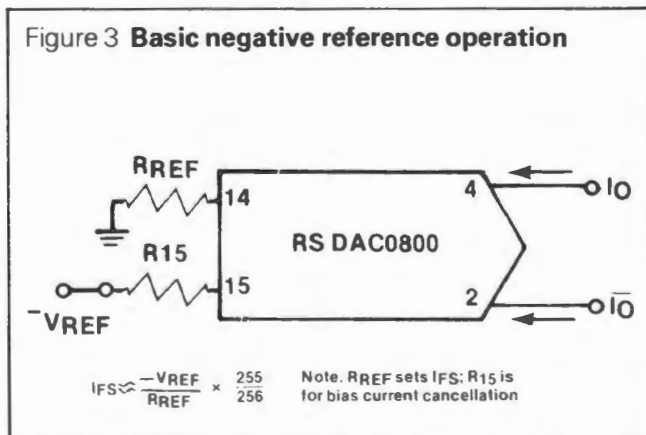 Figure 3 Basic negative reference operation
RREF
14
4
IO
RS DAC0800
R15
15
2
IO
-VREF
IFS≈ -VREF/RREF × 255/256
Note. RREF sets IFS; R15 is
for bias current cancellation